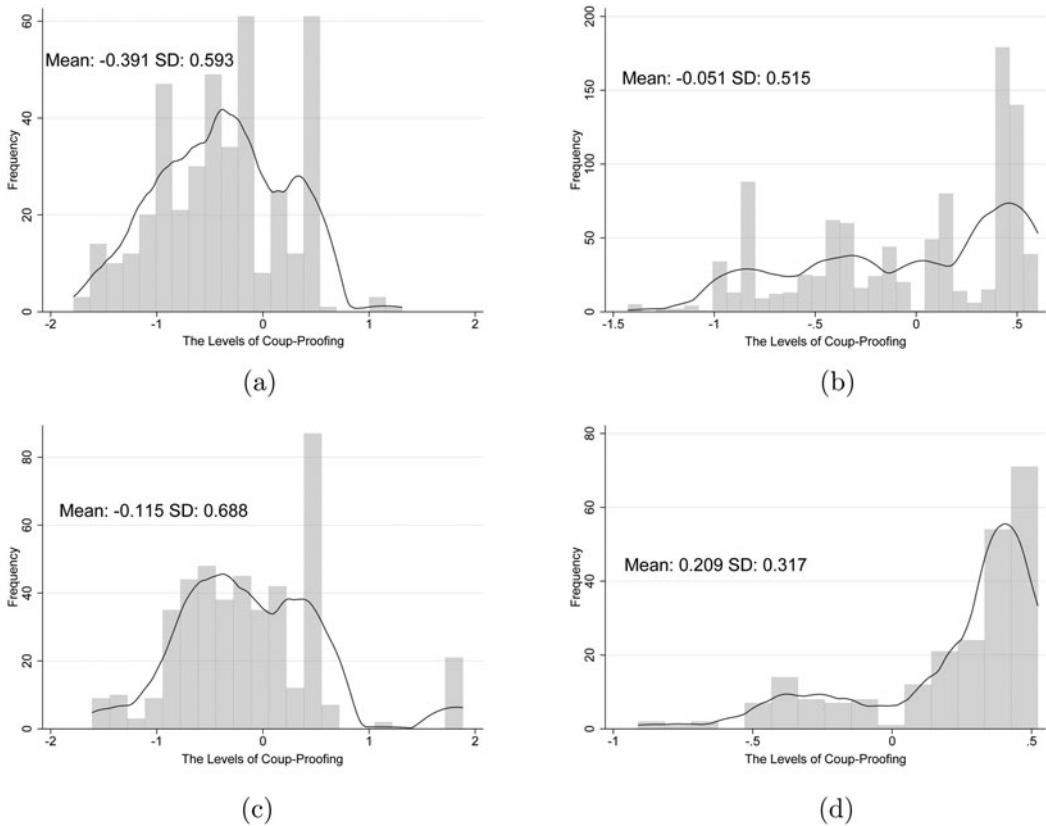 60
Mean: -0.391 SD: 0.593
40
Frequency
20
0
-2 -1 0 1 2
The Levels of Coup-Proofing
(a)
200
Mean: -0.051 SD: 0.515
150
Frequency
100
50
0
-1.5 -1 -.5 0 .5
The Levels of Coup-Proofing
(b)
80
Mean: -0.115 SD: 0.688
60
Frequency
40
20
0
-2 -1 0 1 2
The Levels of Coup-Proofing
(c)
80
60
Mean: 0.209 SD: 0.317
Frequency
40
20
0
-1 -.5 0 .5
The Levels of Coup-Proofing
(d)